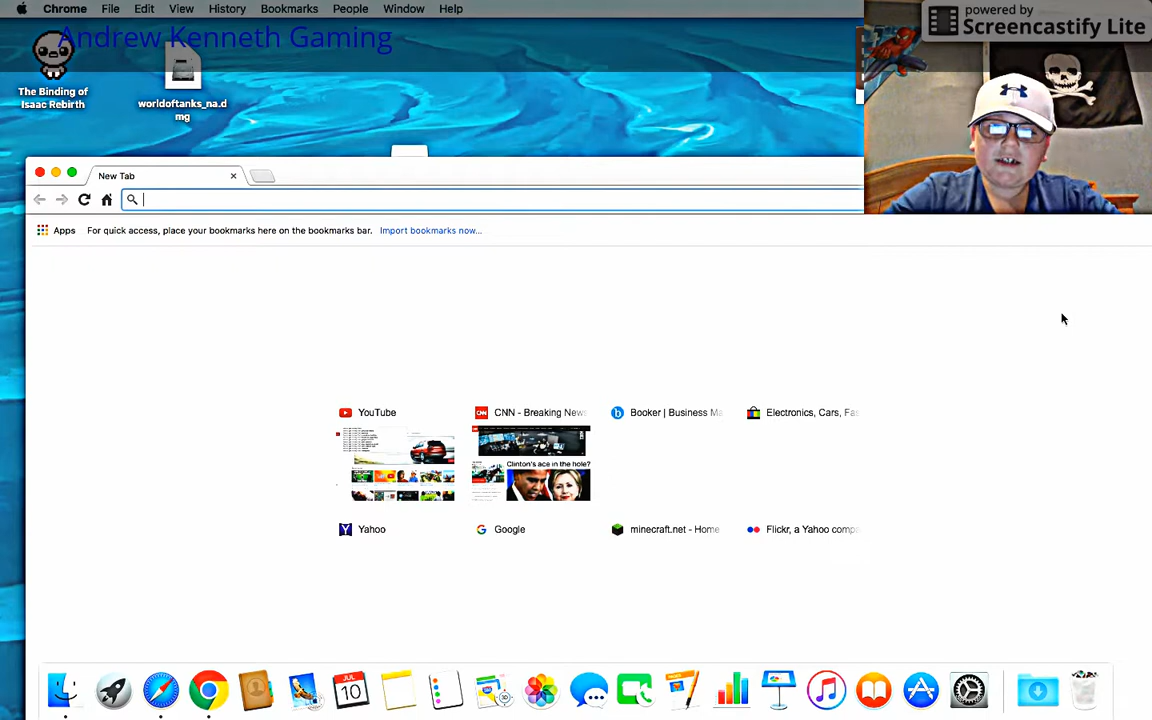 Chrome File Edit View History Bookmarks People Window Help
powered by
Screencastify Lite
Andrew Kenneth Gaming
The Binding of
Isaac Rebirth
worldoftanks_na.d
mg
New Tab
Apps For quick access, place your bookmarks here on the bookmarks bar. Import bookmarks now...
YouTube CNN - Breaking News Booker | Business Ma Electronics, Cars, Fas
Clinton's ace in the hole?
Yahoo Google minecraft.net - Home Flickr, a Yahoo comp
JUL
10